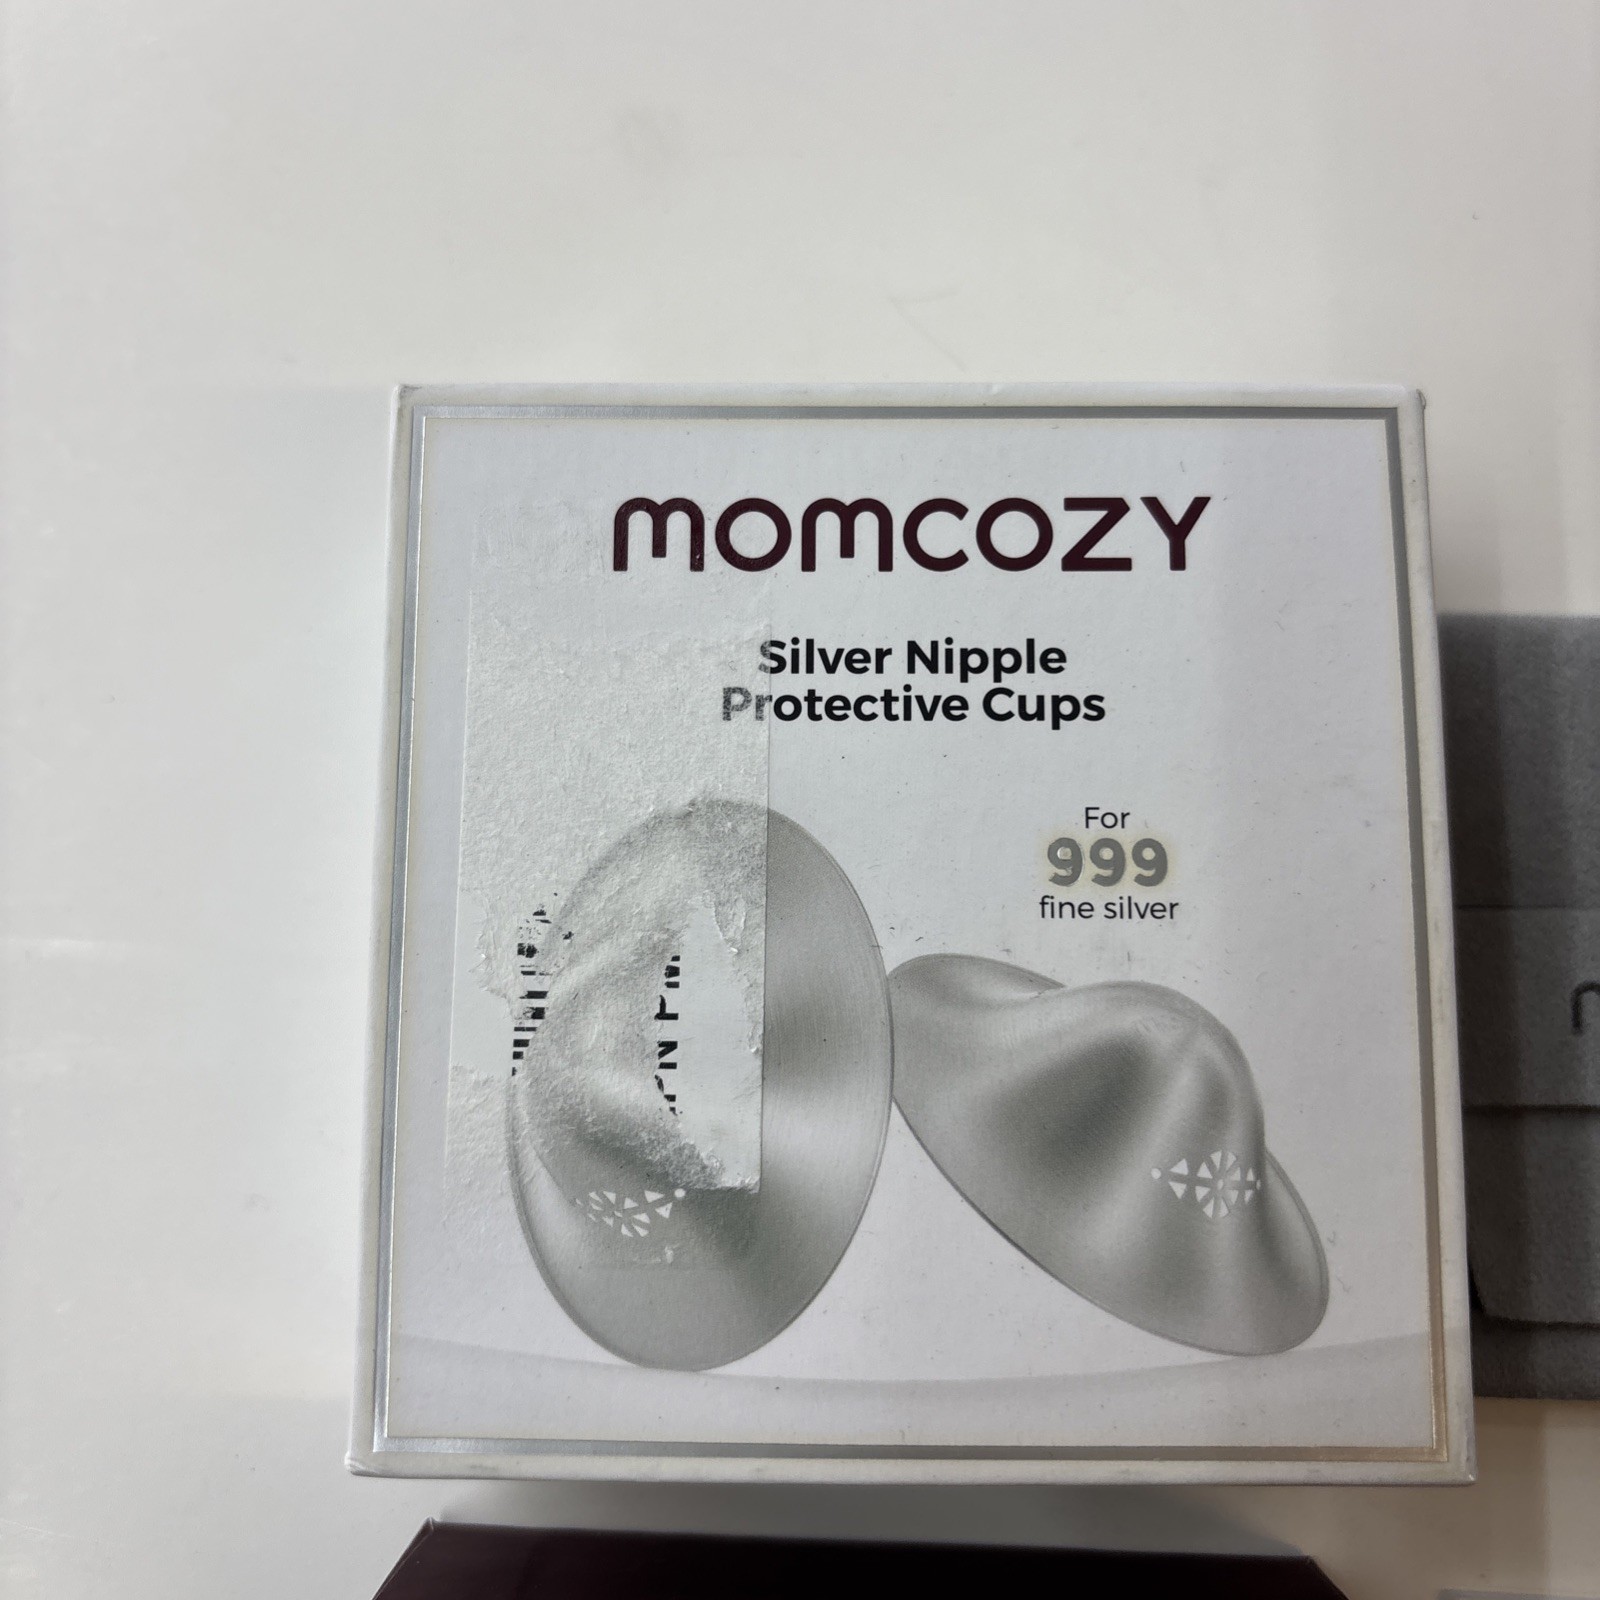 momcozy
Silver Nipple
Protective Cups
For
999
fine silver